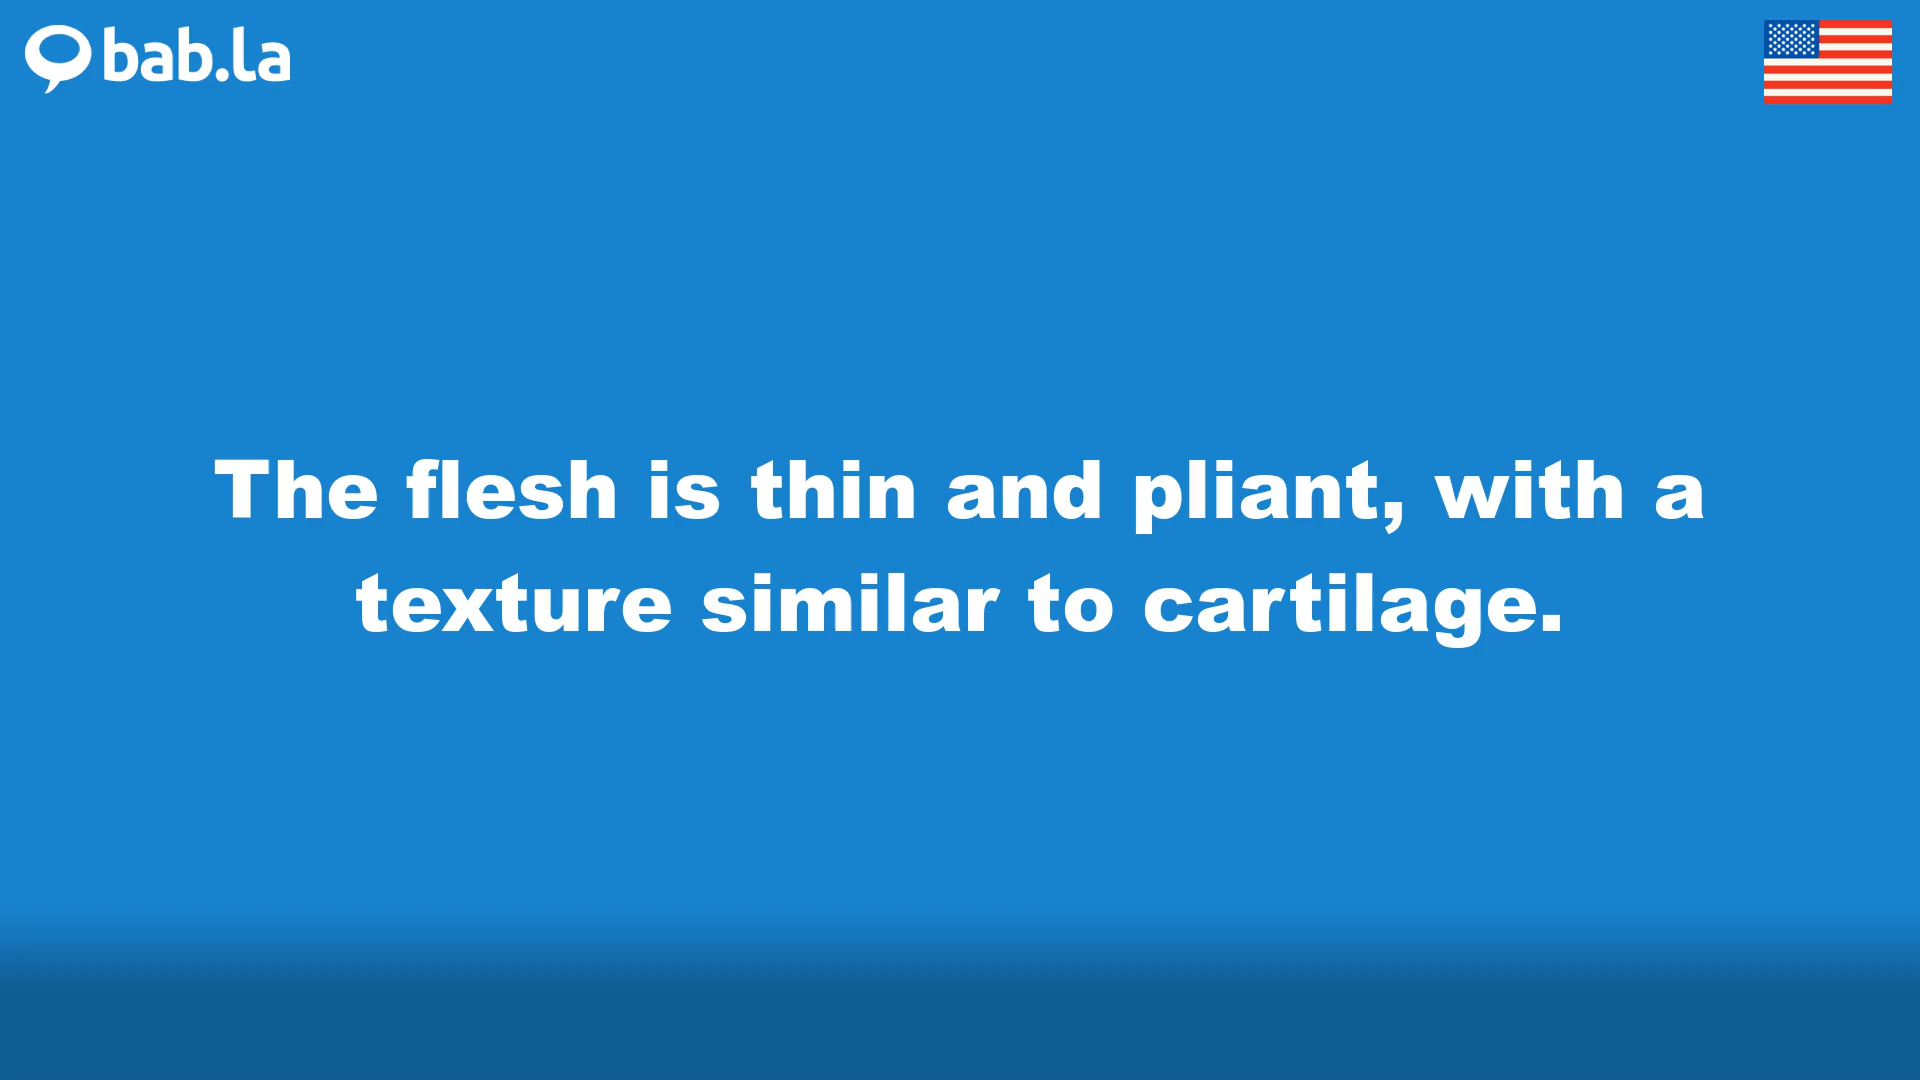 bab.la
The flesh is thin and pliant, with a
texture similar to cartilage.